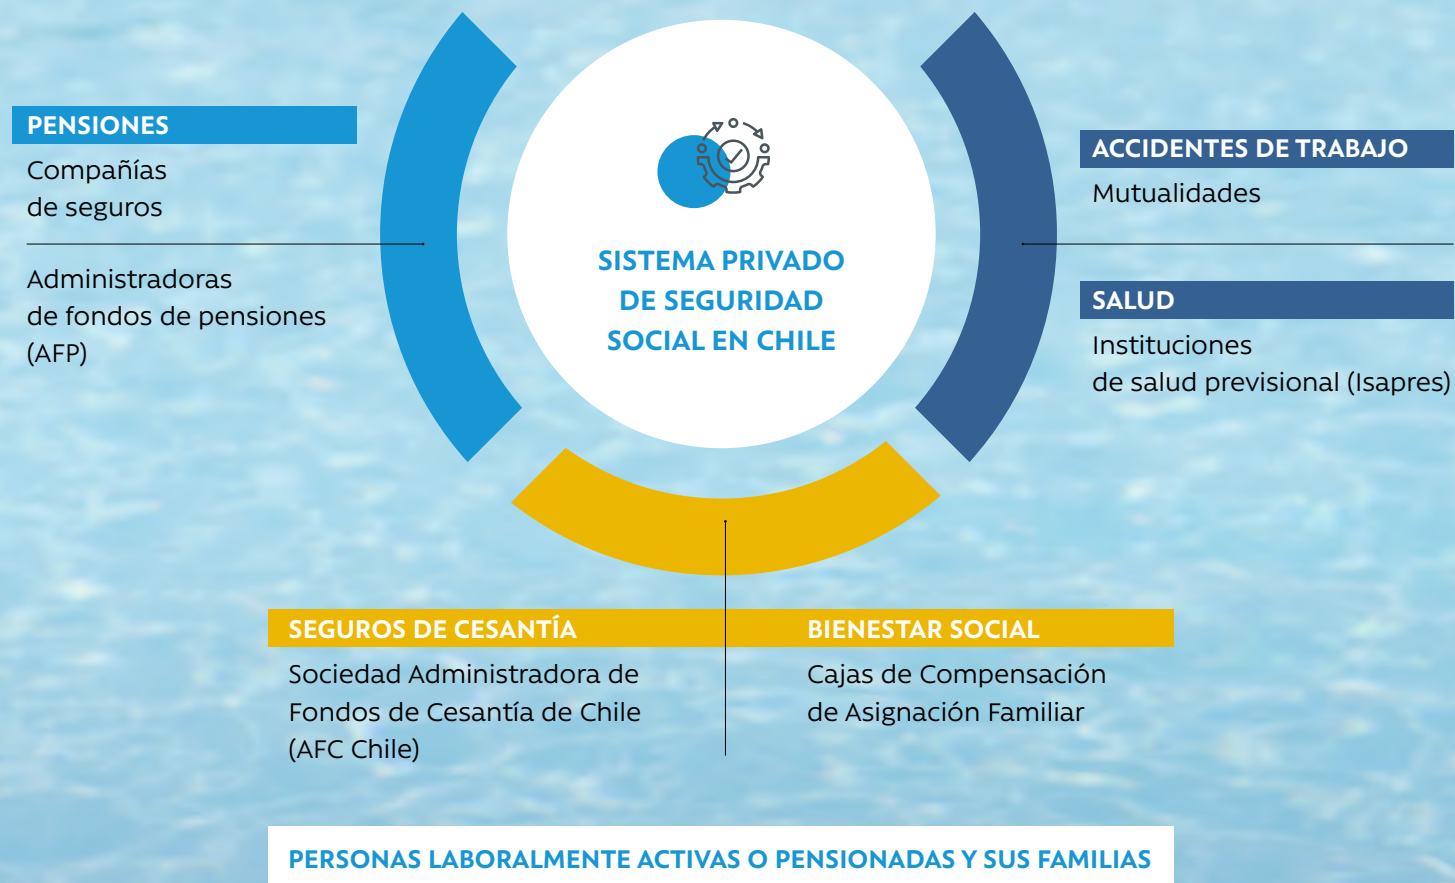 PENSIONES
Compañías
de seguros
Administradoras
de fondos de pensiones
(AFP)
SISTEMA PRIVADO
DE SEGURIDAD
SOCIAL EN CHILE
ACCIDENTES DE TRABAJO
Mutualidades
SALUD
Instituciones
de salud previsional (Isapres)
SEGUROS DE CESANTÍA
Sociedad Administradora de
Fondos de Cesantía de Chile
(AFC Chile)
BIENESTAR SOCIAL
Cajas de Compensación
de Asignación Familiar
PERSONAS LABORALMENTE ACTIVAS O PENSIONADAS Y SUS FAMILIAS